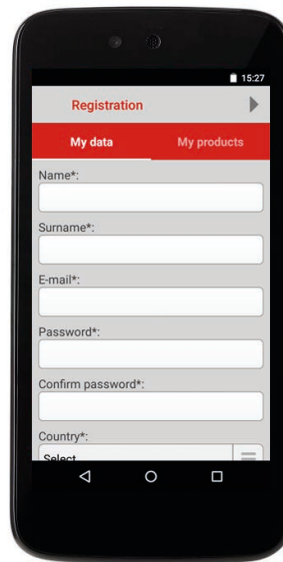 15:27
Registration
My data My products
Name*:
Surname*:
E-mail*:
Password*:
Confirm password*:
Country*:
Select